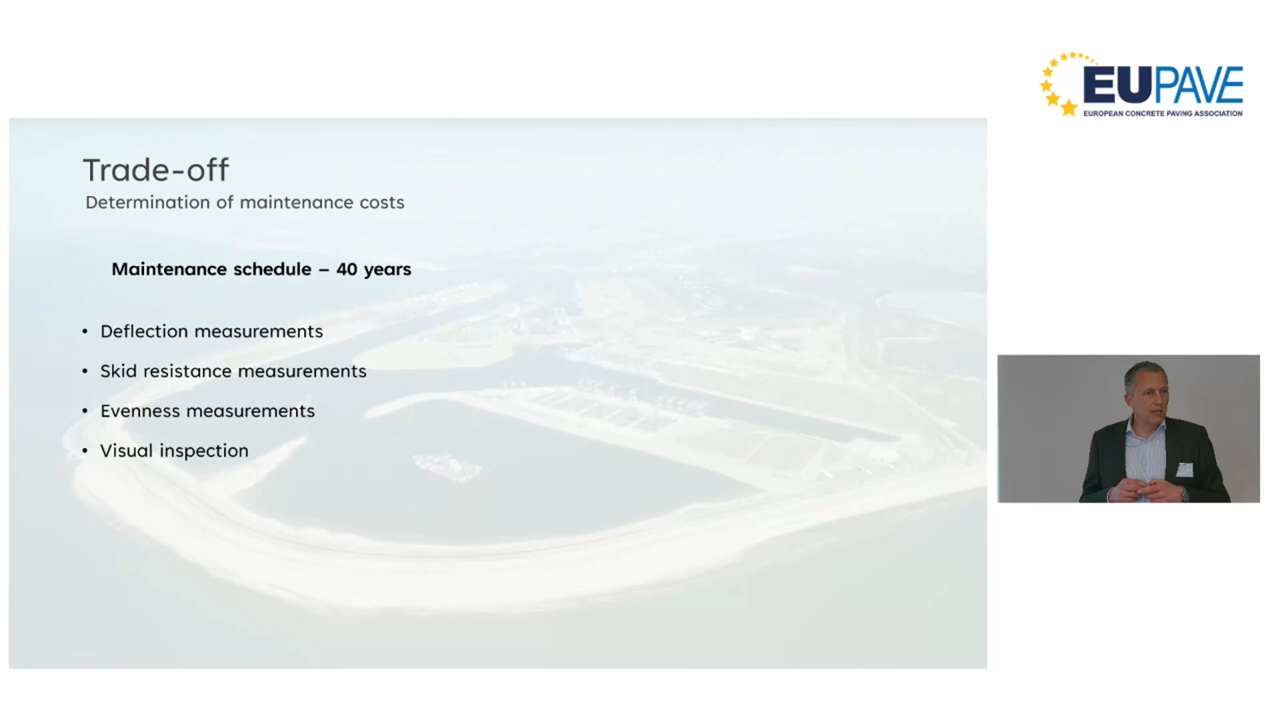 EUPAVE
EUROPEAN CONCRETE PAVING ASSOCIATION
Trade-off
Determination of maintenance costs
Maintenance schedule – 40 years
• Deflection measurements
• Skid resistance measurements
• Evenness measurements
• Visual inspection